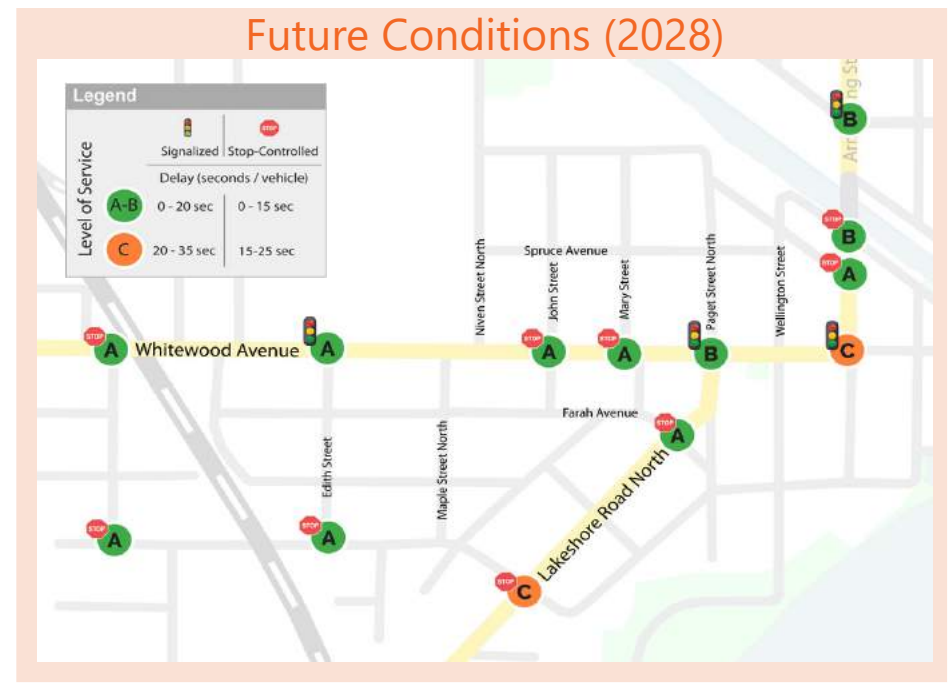 Future Conditions (2028)
Legend
Level of Service
Signalized
STOP
Stop-Controlled
Delay (seconds / vehicle)
A-B
0 - 20 sec
0 - 15 sec
C
20 - 35 sec
15-25 sec
B
STOP
B
STOP
A
Niven Street North
Spruce Avenue
John Street
Mary Street
Paget Street North
Wellington Street
STOP
A
Whitewood Avenue
A
STOP
A
STOP
A
B
C
Farah Avenue
STOP
A
Edith Street
Maple Street North
Lakeshore Road North
STOP
A
STOP
A
STOP
C